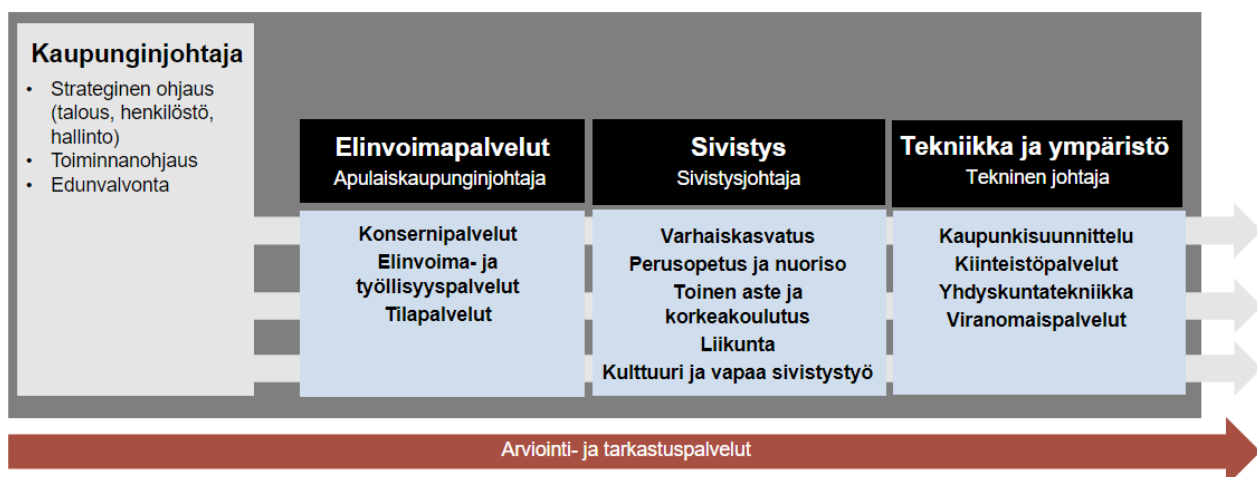 Kaupunginjohtaja
• Strateginen ohjaus
(talous, henkilöstö,
hallinto)
• Toiminnanohjaus
• Edunvalvonta
Elinvoimapalvelut
Apulaiskaupunginjohtaja
Konsernipalvelut
Elinvoima- ja
työllisyyspalvelut
Tilapalvelut
Sivistys
Sivistysjohtaja
Varhaiskasvatus
Perusopetus ja nuoriso
Toinen aste ja
korkeakoulutus
Liikunta
Kulttuuri ja vapaa sivistystyö
Tekniikka ja ympäristö
Tekninen johtaja
Kaupunkisuunnittelu
Kiinteistöpalvelut
Yhdyskuntatekniikka
Viranomaispalvelut
Arviointi- ja tarkastuspalvelut